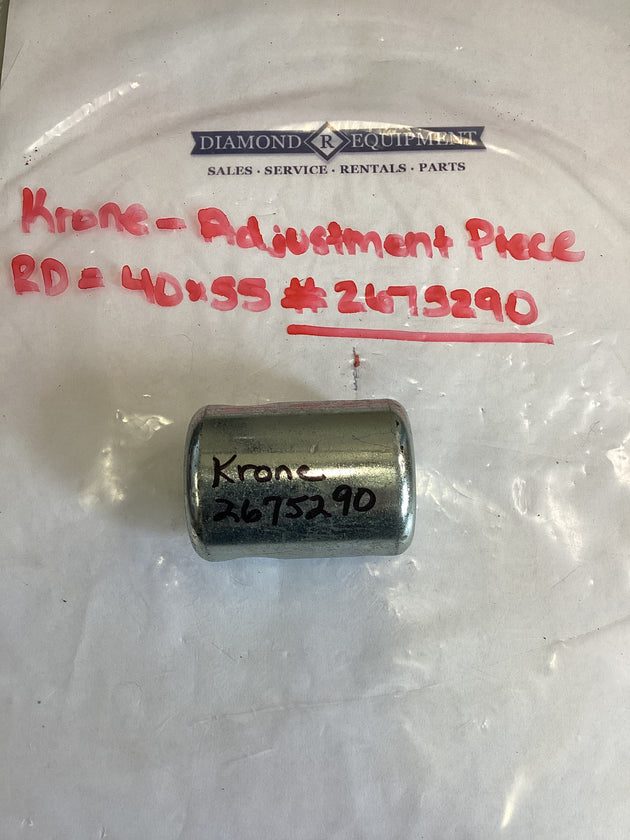 DIAMOND R EQUIPMENT
SALES · SERVICE · RENTALS · PARTS
Krone - Adjustment Piece
RD = 40x55 # 2675290
Krone
2675290